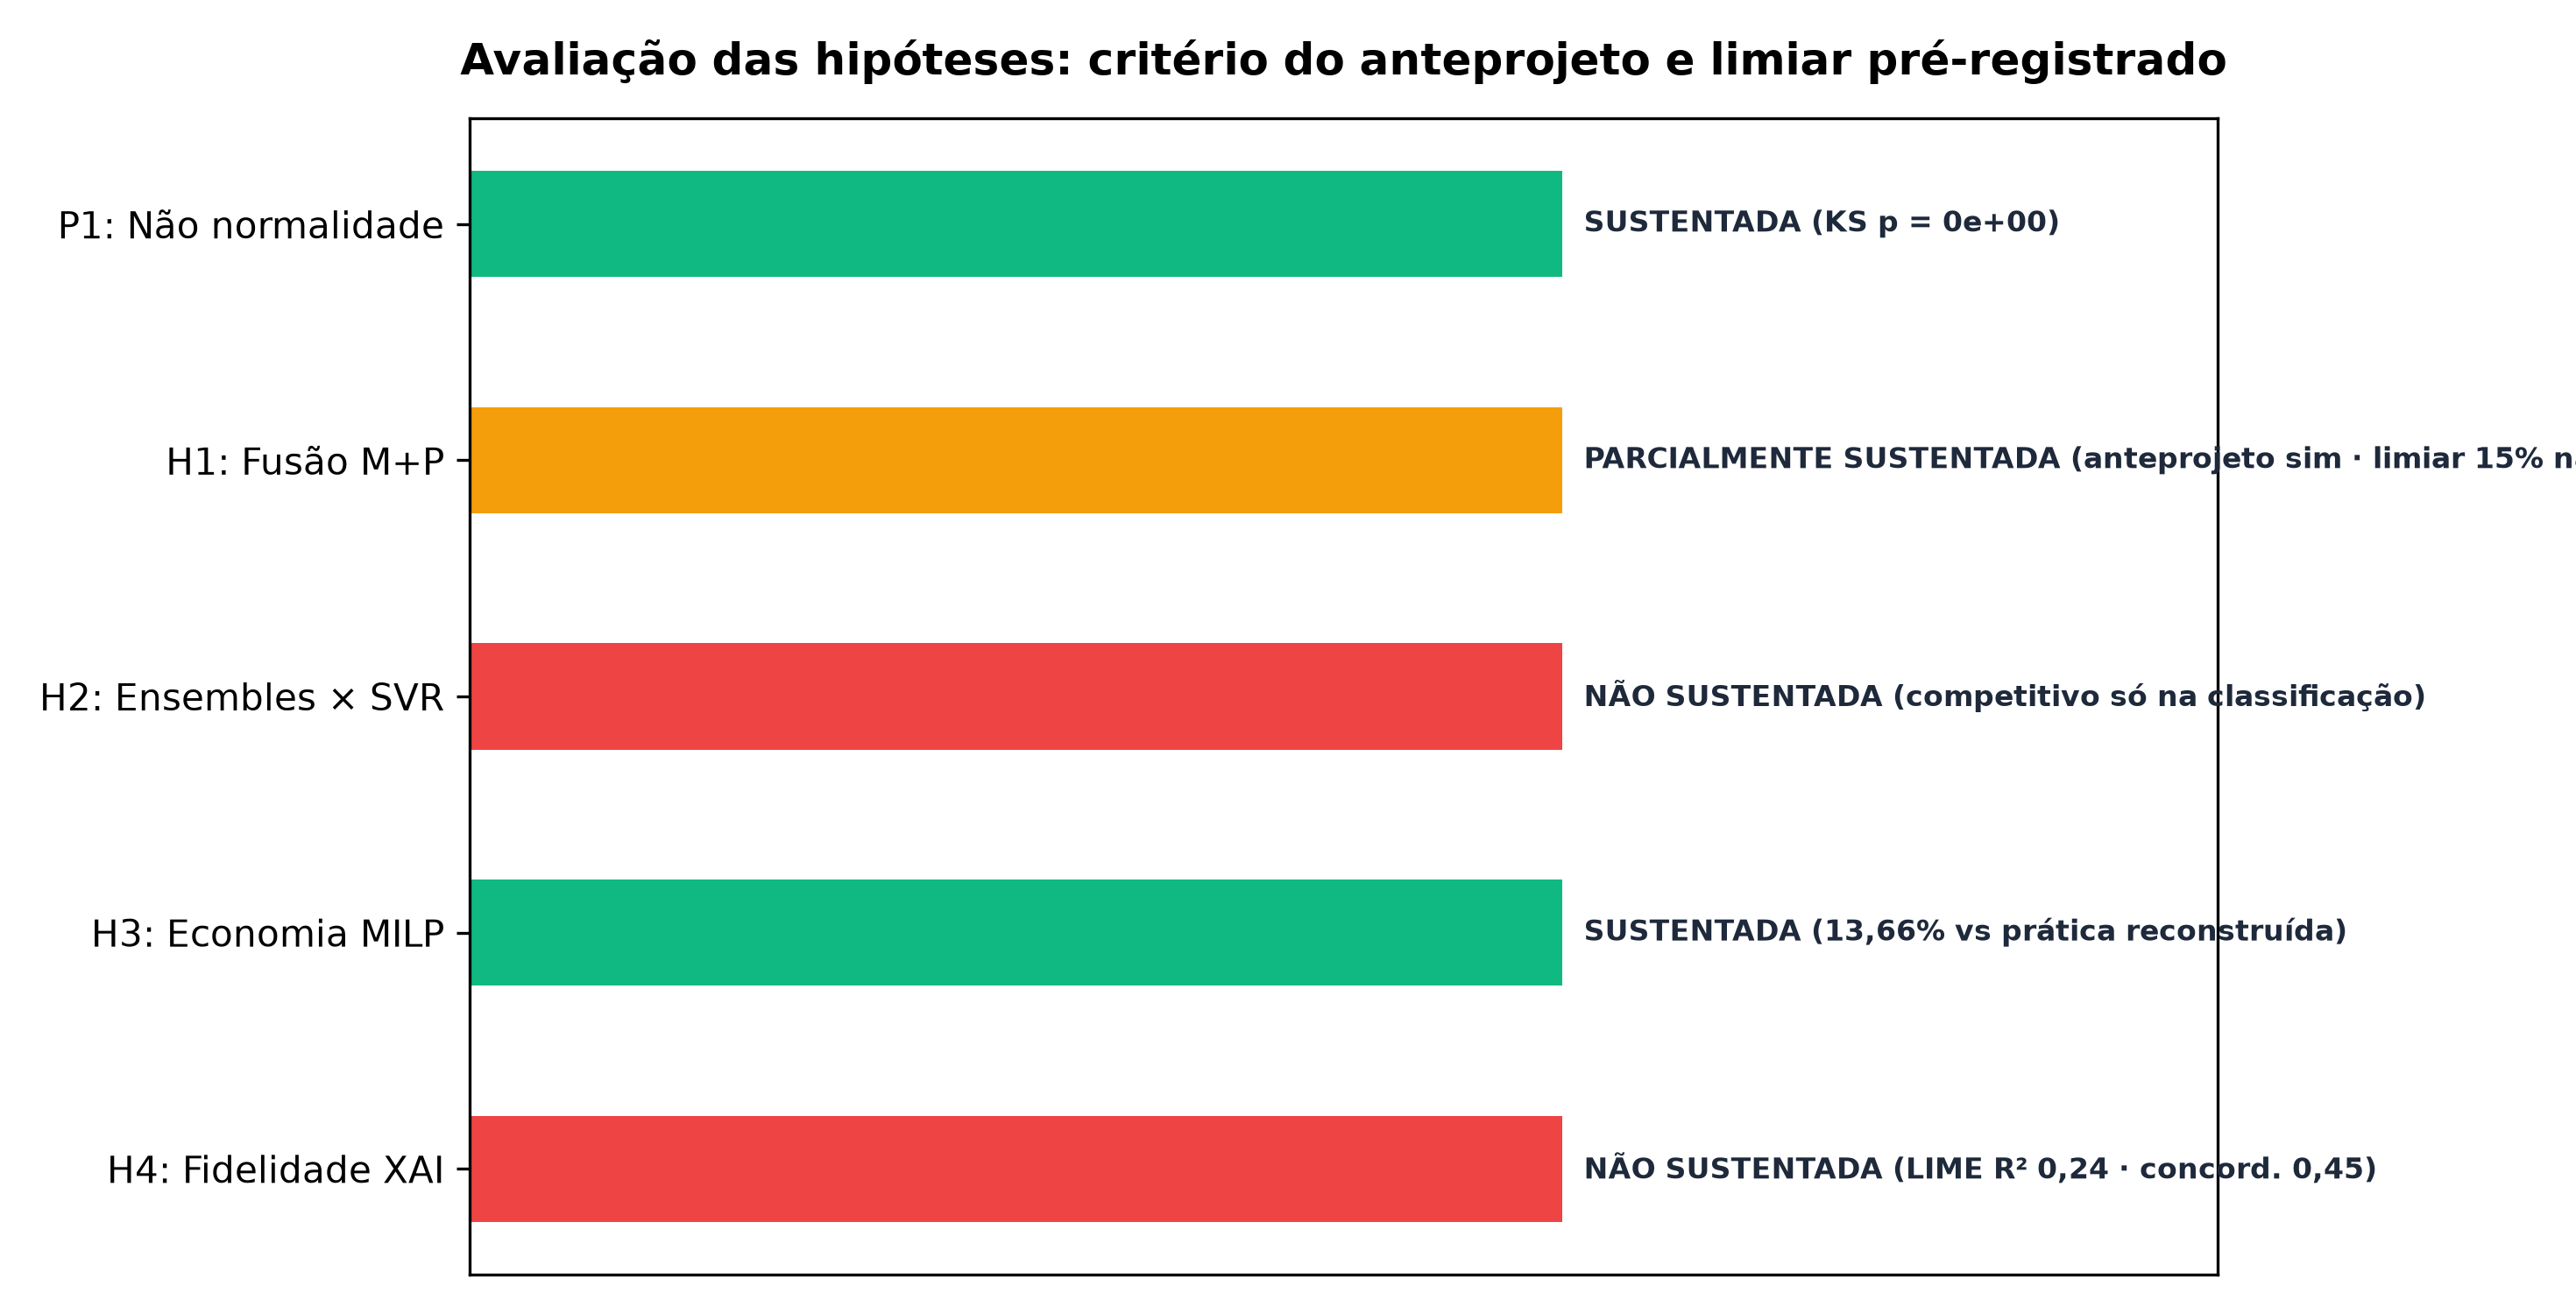 Avaliação das hipóteses: critério do anteprojeto e limiar pré-registrado
P1: Não normalidade
SUSTENTADA (KS p = 0e+00)
H1: Fusão M+P
PARCIALMENTE SUSTENTADA (anteprojeto sim · limiar 15%
H2: Ensembles × SVR
NÃO SUSTENTADA (competitivo só na classificação)
H3: Economia MILP
SUSTENTADA (13,66% vs prática reconstruída)
H4: Fidelidade XAI
NÃO SUSTENTADA (LIME R² 0,24 · concord. 0,45)